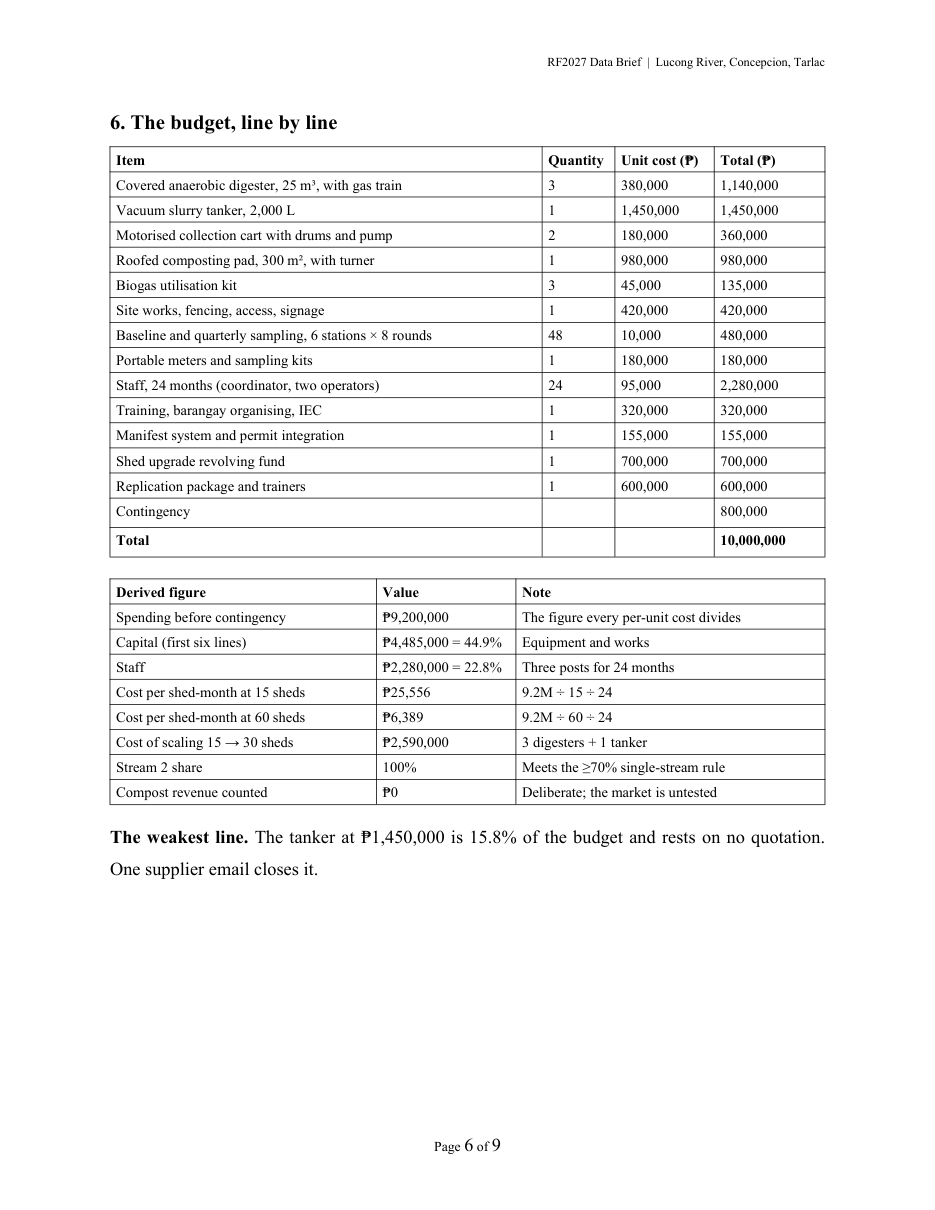 RF2027 Data Brief | Lucong River, Concepcion, Tarlac
6. The budget, line by line
Item Quantity Unit cost (₱) Total (₱)
Covered anaerobic digester, 25 m³, with gas train 3 380,000 1,140,000
Vacuum slurry tanker, 2,000 L 1 1,450,000 1,450,000
Motorised collection cart with drums and pump 2 180,000 360,000
Roofed composting pad, 300 m², with turner 1 980,000 980,000
Biogas utilisation kit 3 45,000 135,000
Site works, fencing, access, signage 1 420,000 420,000
Baseline and quarterly sampling, 6 stations × 8 rounds 48 10,000 480,000
Portable meters and sampling kits 1 180,000 180,000
Staff, 24 months (coordinator, two operators) 24 95,000 2,280,000
Training, barangay organising, IEC 1 320,000 320,000
Manifest system and permit integration 1 155,000 155,000
Shed upgrade revolving fund 1 700,000 700,000
Replication package and trainers 1 600,000 600,000
Contingency 800,000
Total 10,000,000
Derived figure Value Note
Spending before contingency ₱9,200,000 The figure every per-unit cost divides
Capital (first six lines) ₱4,485,000 = 44.9% Equipment and works
Staff ₱2,280,000 = 22.8% Three posts for 24 months
Cost per shed-month at 15 sheds ₱25,556 9.2M ÷ 15 ÷ 24
Cost per shed-month at 60 sheds ₱6,389 9.2M ÷ 60 ÷ 24
Cost of scaling 15 → 30 sheds ₱2,590,000 3 digesters + 1 tanker
Stream 2 share 100% Meets the ≥70% single-stream rule
Compost revenue counted ₱0 Deliberate; the market is untested
The weakest line. The tanker at ₱1,450,000 is 15.8% of the budget and rests on no quotation.
One supplier email closes it.
Page 6 of 9